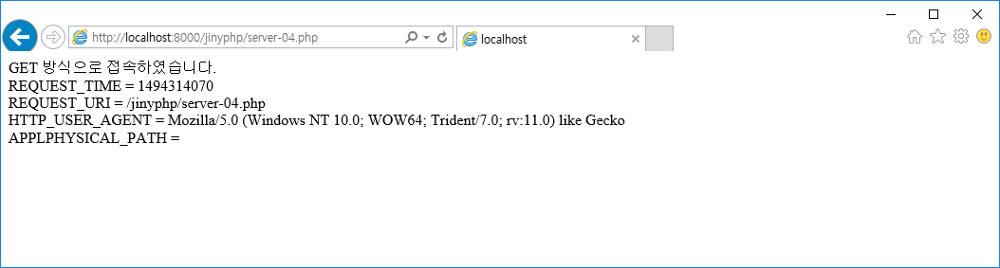 http://localhost:8000/jinyphp/server-04.php
localhost
GET 방식으로 접속하였습니다.
REQUEST_TIME = 1494314070
REQUEST_URI = /jinyphp/server-04.php
HTTP_USER_AGENT = Mozilla/5.0 (Windows NT 10.0; WOW64; Trident/7.0; rv:11.0) like Gecko
APPLPHYSICAL_PATH =